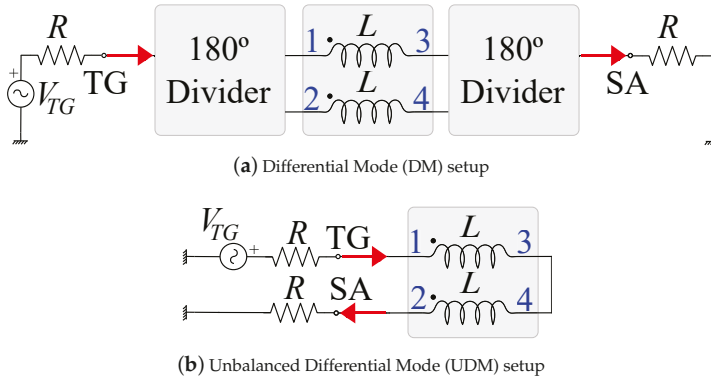 R
+
V_TG
TG
180º
Divider
1 L 3
2 L 4
180º
Divider
SA
R
(a) Differential Mode (DM) setup
V_TG
+
R
TG
1 L 3
R
SA
2 L 4
(b) Unbalanced Differential Mode (UDM) setup